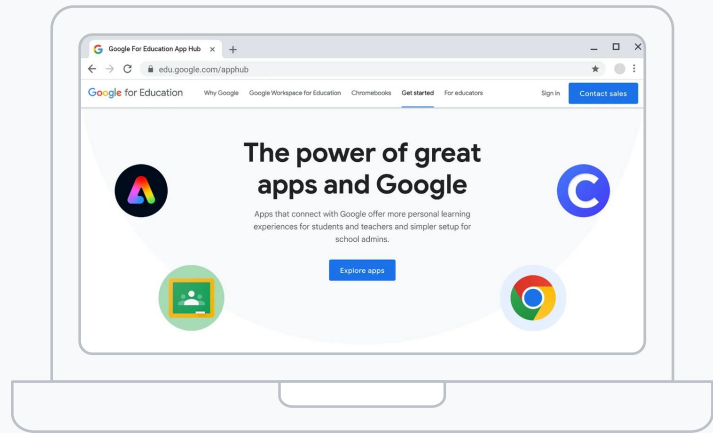 Google For Education App Hub
edu.google.com/apphub
Google for Education Why Google Google Workspace for Education Chromebooks Get started For educators Sign in Contact sales
The power of great
apps and Google
Apps that connect with Google offer more personal learning
experiences for students and teachers and simpler setup for
school admins.
Explore apps